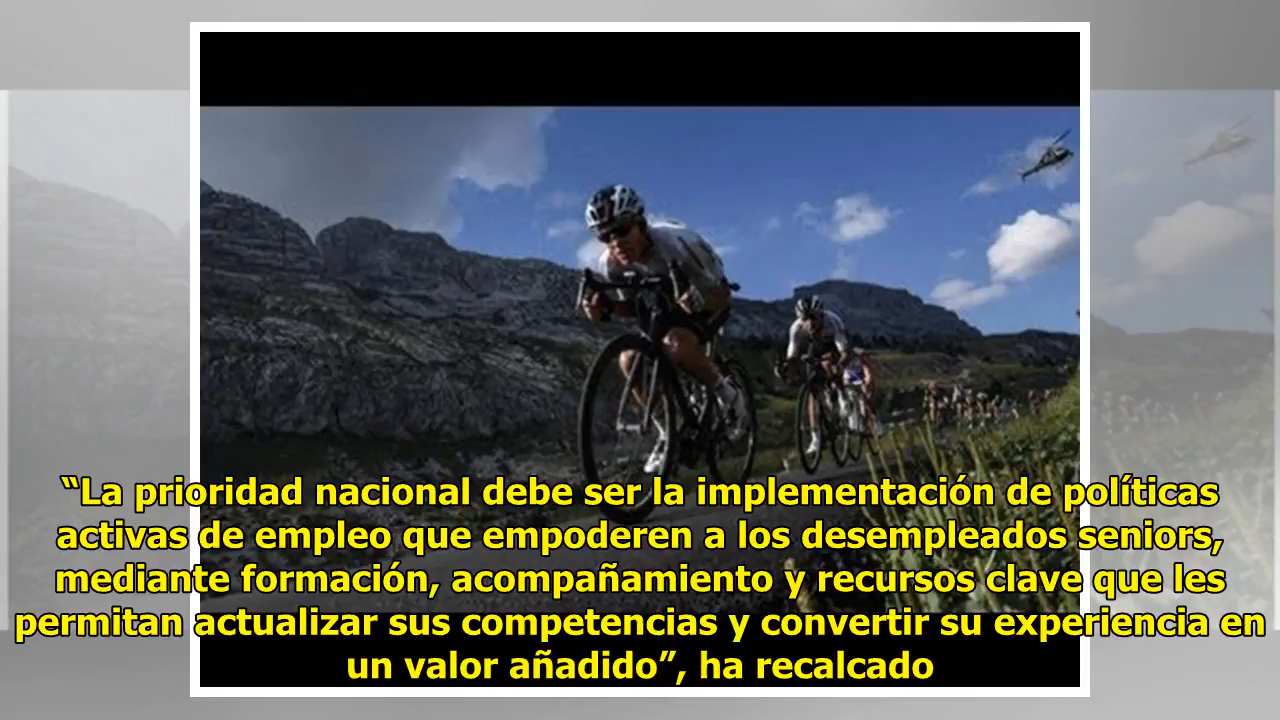 “La prioridad nacional debe ser la implementación de políticas
activas de empleo que empoderen a los desempleados seniors,
mediante formación, acompañamiento y recursos clave que les
permitan actualizar sus competencias y convertir su experiencia en
un valor añadido”, ha recalcado